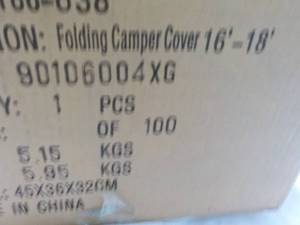 ON: Folding Camper Cover 16'-18'
90106004XG
Y: 1 PCS
: OF 100
5.15 KGS
5.95 KGS
.: 45X36X32CM
E IN CHINA